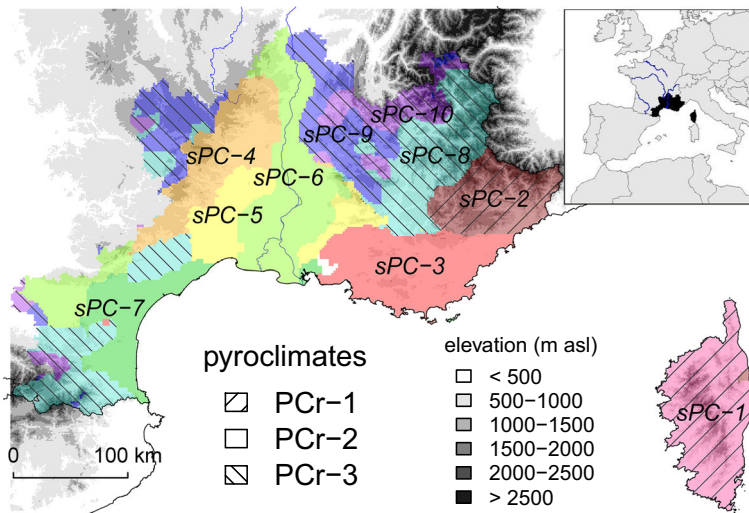 sPC−10
sPC−9
sPC−4
sPC−8
sPC−6
sPC−2
sPC−5
sPC−3
sPC−7
pyroclimates
PCr−1
PCr−2
PCr−3
0 100 km
elevation (m asl)
< 500
500−1000
1000−1500
1500−2000
2000−2500
> 2500
sPC−1